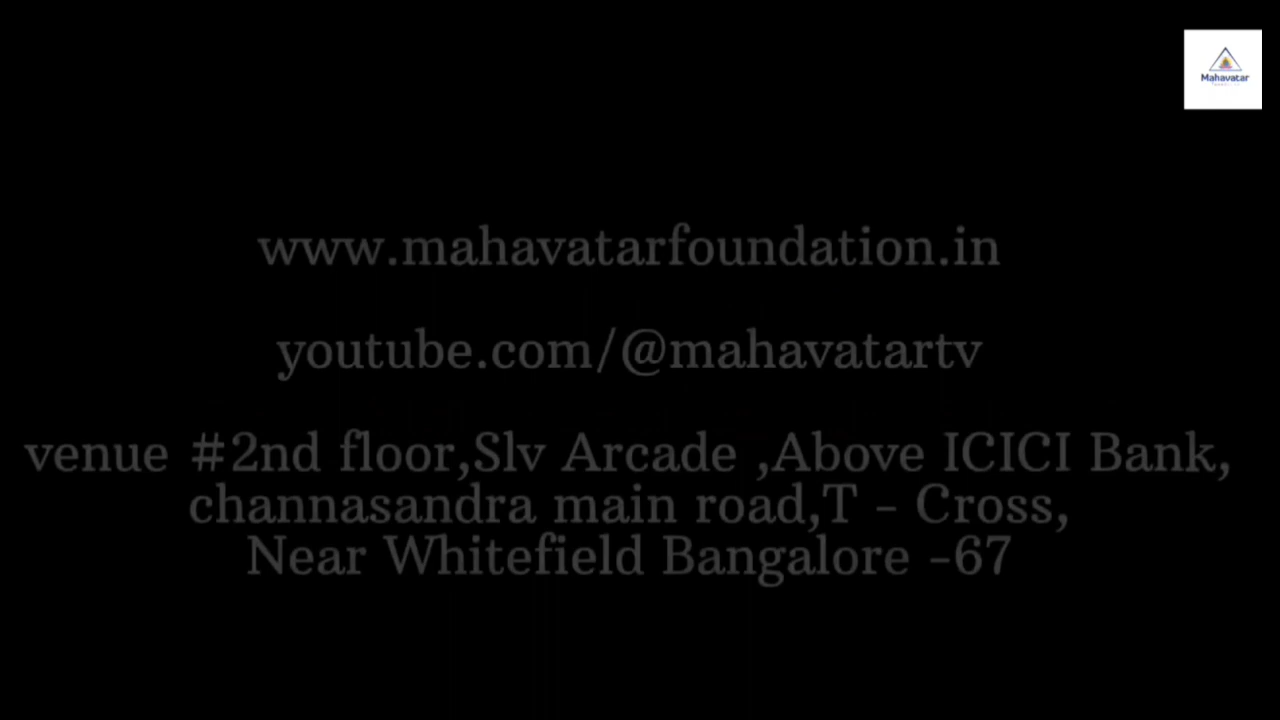 Mahavatar
www.mahavatarfoundation.in
youtube.com/@mahavatartv
venue #2nd floor,Slv Arcade ,Above ICICI Bank,
channasandra main road,T - Cross,
Near Whitefield Bangalore -67